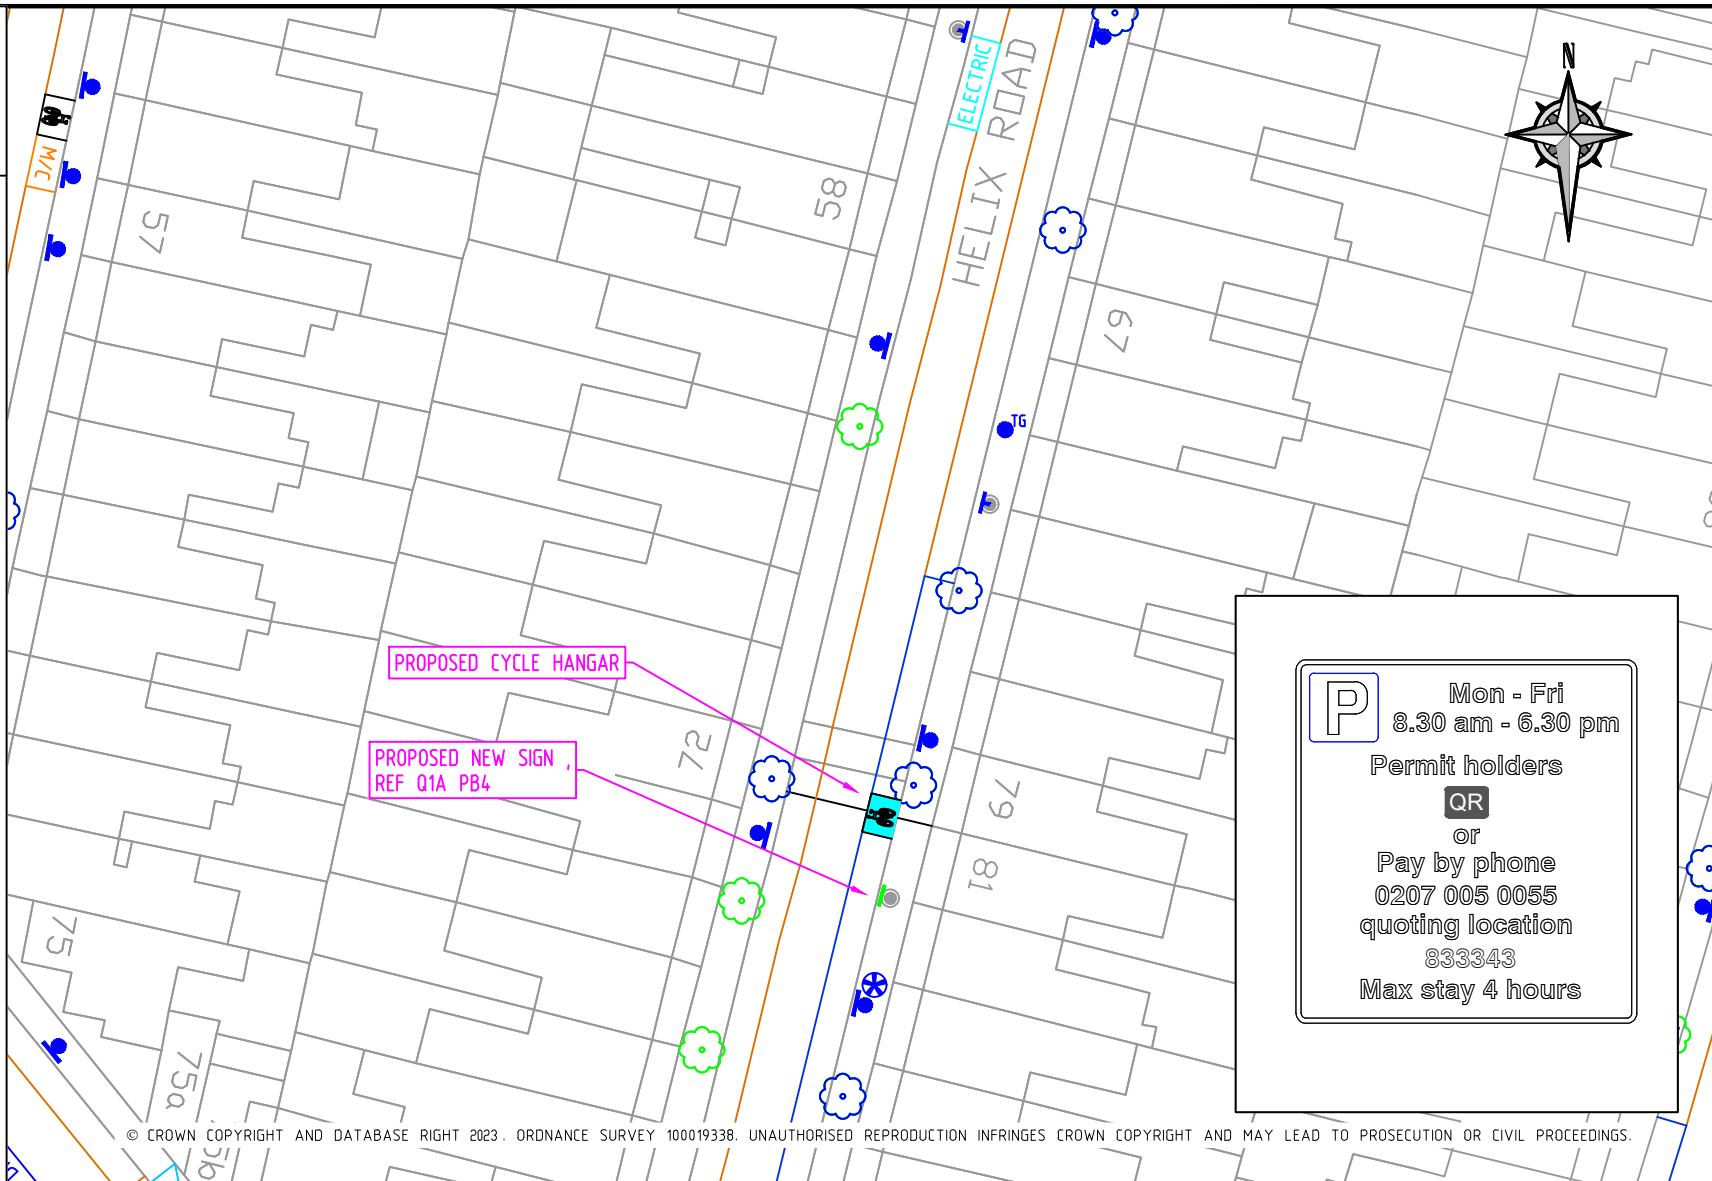 N
ELECTRIC
HELIX ROAD
M/C
57
58
67
TG
PROPOSED CYCLE HANGAR
PROPOSED NEW SIGN ,
REF Q1A PB4
72
79
81
75
75a
P
Mon - Fri
8.30 am - 6.30 pm
Permit holders
QR
or
Pay by phone
0207 005 0055
quoting location
833343
Max stay 4 hours
© CROWN COPYRIGHT AND DATABASE RIGHT 2023. ORDNANCE SURVEY 100019338. UNAUTHORISED REPRODUCTION INFRINGES CROWN COPYRIGHT AND MAY LEAD TO PROSECUTION OR CIVIL PROCEEDINGS.